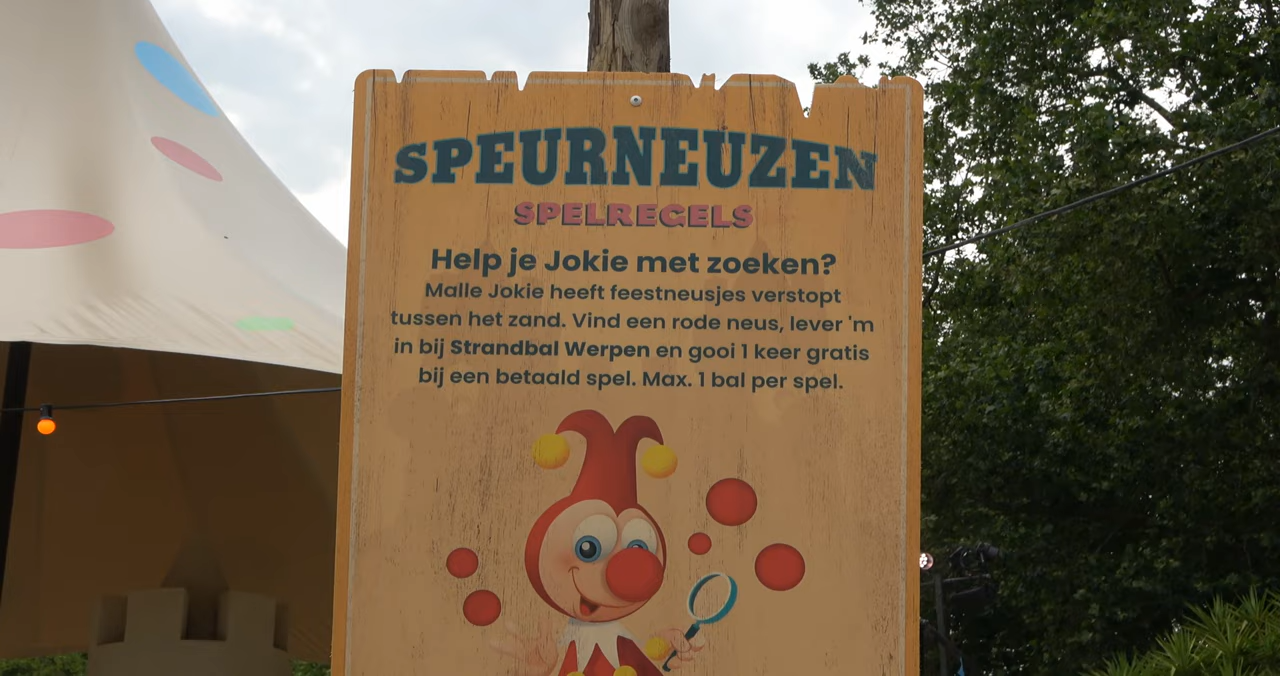 SPEURNEUZEN
SPELREGELS
Help je Jokie met zoeken?
Malle Jokie heeft feestneusjes verstopt
tussen het zand. Vind een rode neus, lever 'm
in bij Strandbal Werpen en gooi 1 keer gratis
bij een betaald spel. Max. 1 bal per spel.